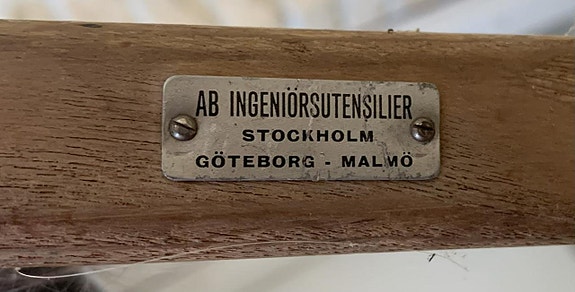 AB INGENIÖRSUTENSILIER
STOCKHOLM
GÖTEBORG - MALMÖ